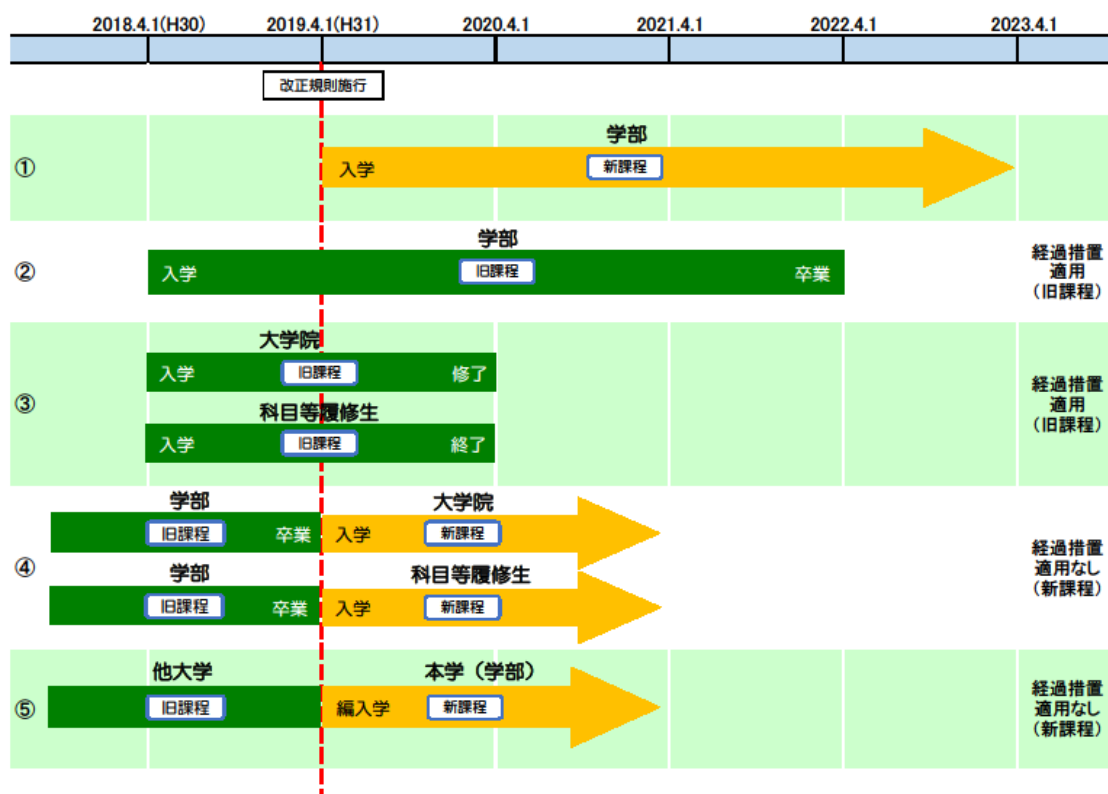 2018.4.1(H30) 2019.4.1(H31) 2020.4.1 2021.4.1 2022.4.1 2023.4.1
改正規則施行
学部
① 入学 新課程
学部
② 入学 旧課程 卒業
経過措置
適用
(旧課程)
大学院
入学 旧課程 修了
③
科目等履修生
入学 旧課程 終了
経過措置
適用
(旧課程)
学部 大学院
旧課程 卒業 入学 新課程
④
学部 科目等履修生
旧課程 卒業 入学 新課程
経過措置
適用なし
(新課程)
他大学 本学（学部）
⑤ 旧課程 編入学 新課程
経過措置
適用なし
(新課程)